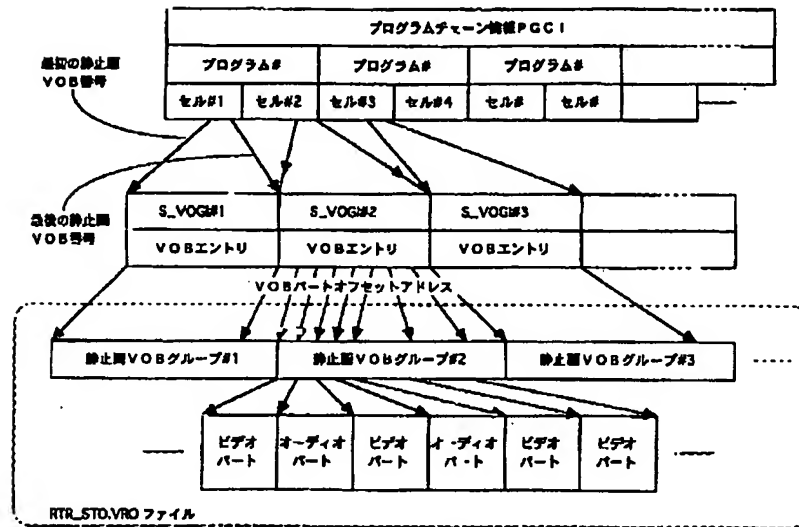 プログラムチェーン情報PGCI
最初の静止画
VOB番号
プログラム# プログラム# プログラム#
セル#1 セル#2 セル#3 セル#4 セル# セル#
最後の静止画
VOB番号
S_VOGI#1 S_VOGI#2 S_VOGI#3
VOBエントリ VOBエントリ VOBエントリ
VOBパートオフセットアドレス
静止画VOBグループ#1 静止画VOBグループ#2 静止画VOBグループ#3
ビデオ オーディオ ビデオ オーディオ ビデオ ビデオ
パート パート パート パート パート パート
RTR_STO.VRO ファイル